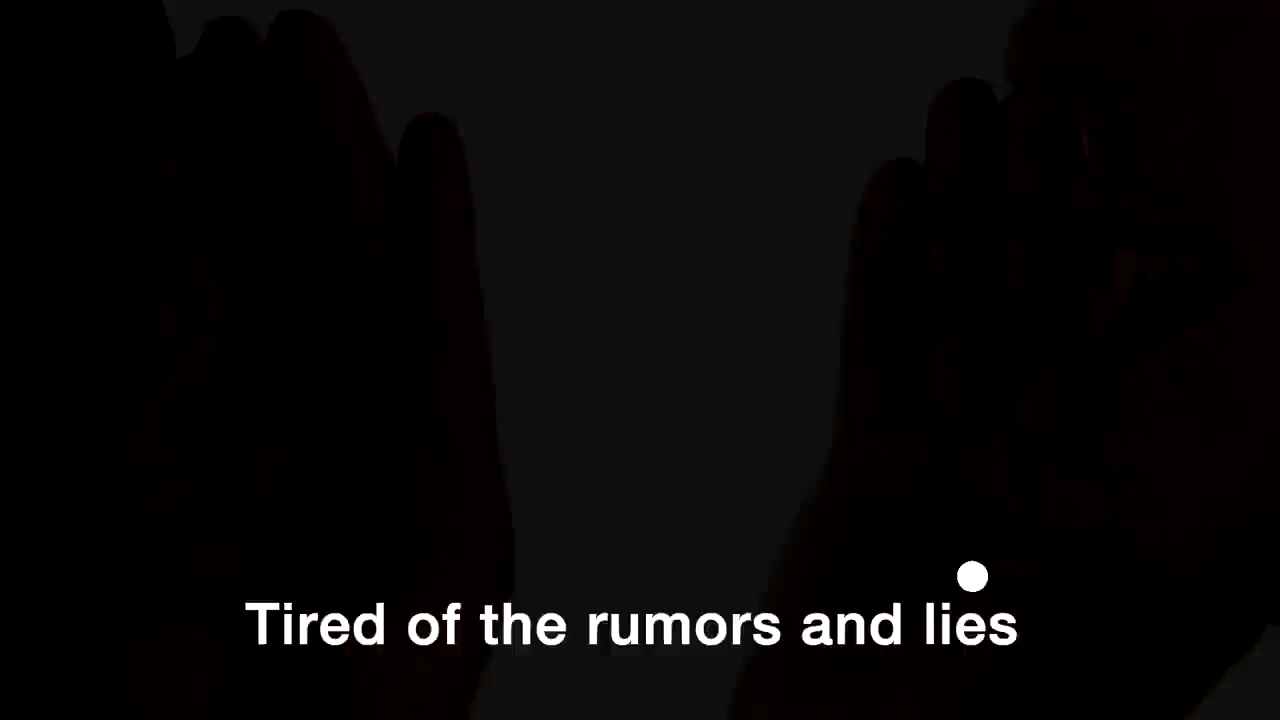 Tired of the rumors and lies